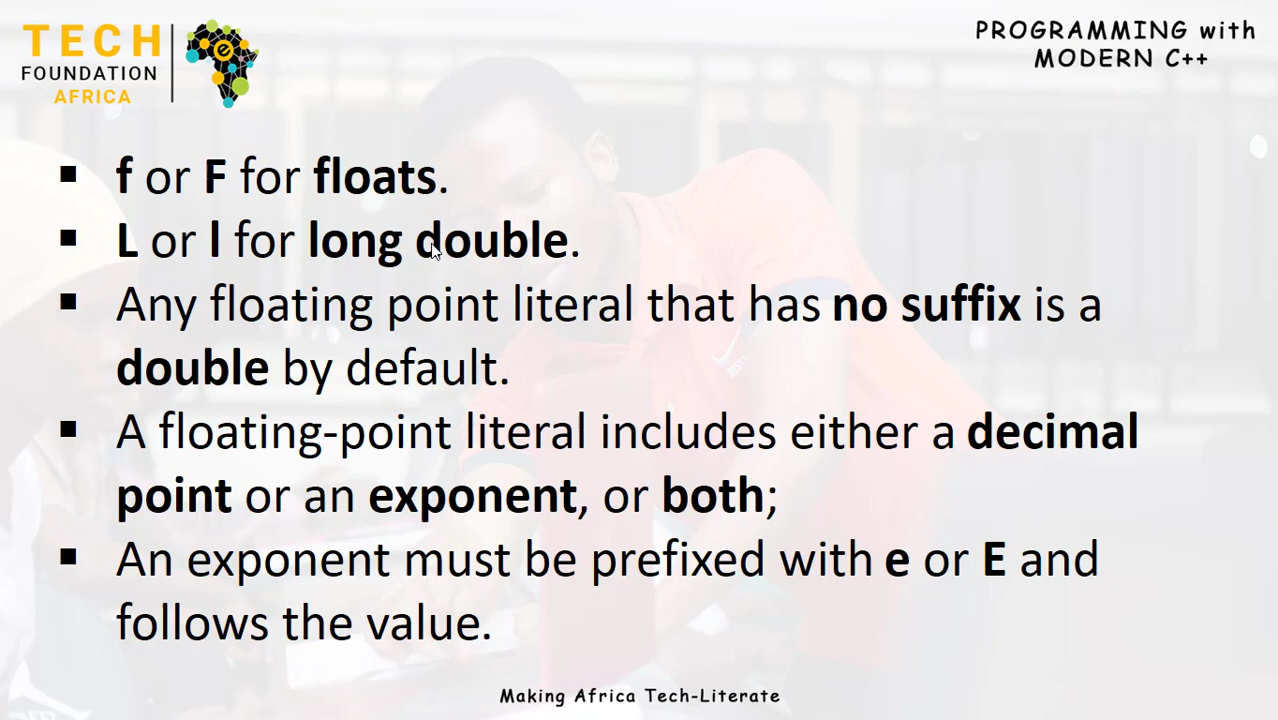 TECH
FOUNDATION
AFRICA
e
PROGRAMMING with
MODERN C++
▪ f or F for floats.
▪ L or l for long double.
▪ Any floating point literal that has no suffix is a
double by default.
▪ A floating-point literal includes either a decimal
point or an exponent, or both;
▪ An exponent must be prefixed with e or E and
follows the value.
Making Africa Tech-Literate